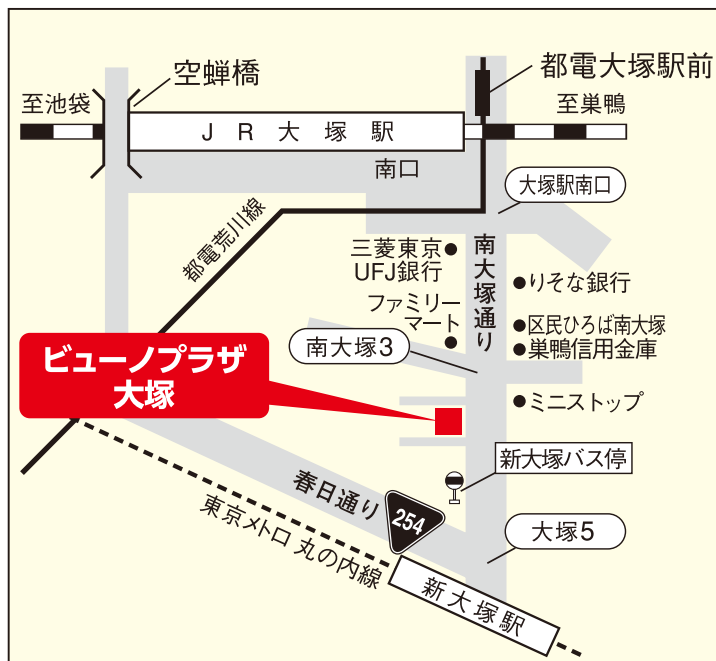 空蝉橋
都電大塚駅前
至池袋
至巣鴨
JR大塚駅
南口
大塚駅南口
都電荒川線
三菱東京
UFJ銀行
南大塚通り
りそな銀行
ファミリー
マート
区民ひろば南大塚
巣鴨信用金庫
南大塚3
ビューノプラザ
大塚
ミニストップ
新大塚バス停
春日通り
254
東京メトロ 丸の内線
大塚5
新大塚駅